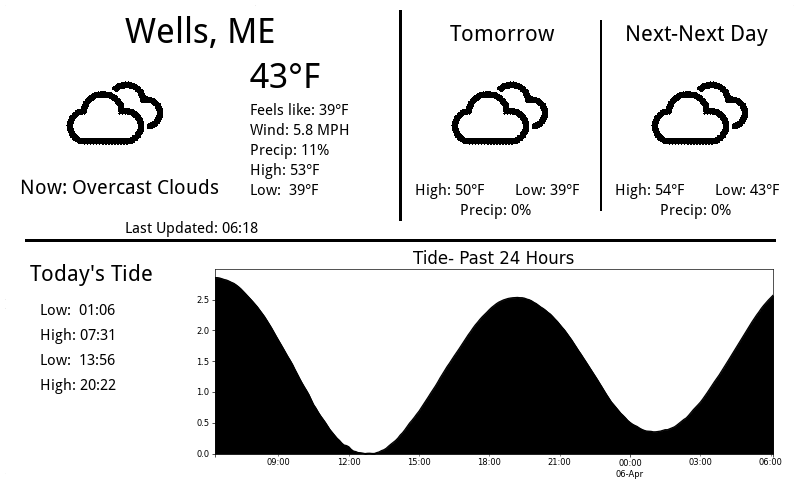 Wells, ME
43°F
Feels like: 39°F
Wind: 5.8 MPH
Precip: 11%
High: 53°F
Low: 39°F
Now: Overcast Clouds
Last Updated: 06:18
Tomorrow
High: 50°F Low: 39°F
Precip: 0%
Next-Next Day
High: 54°F Low: 43°F
Precip: 0%
Today's Tide
Low: 01:06
High: 07:31
Low: 13:56
High: 20:22
Tide- Past 24 Hours
2.5
2.0
1.5
1.0
0.5
0.0
09:00 12:00 15:00 18:00 21:00 00:00 03:00 06:00
06-Apr